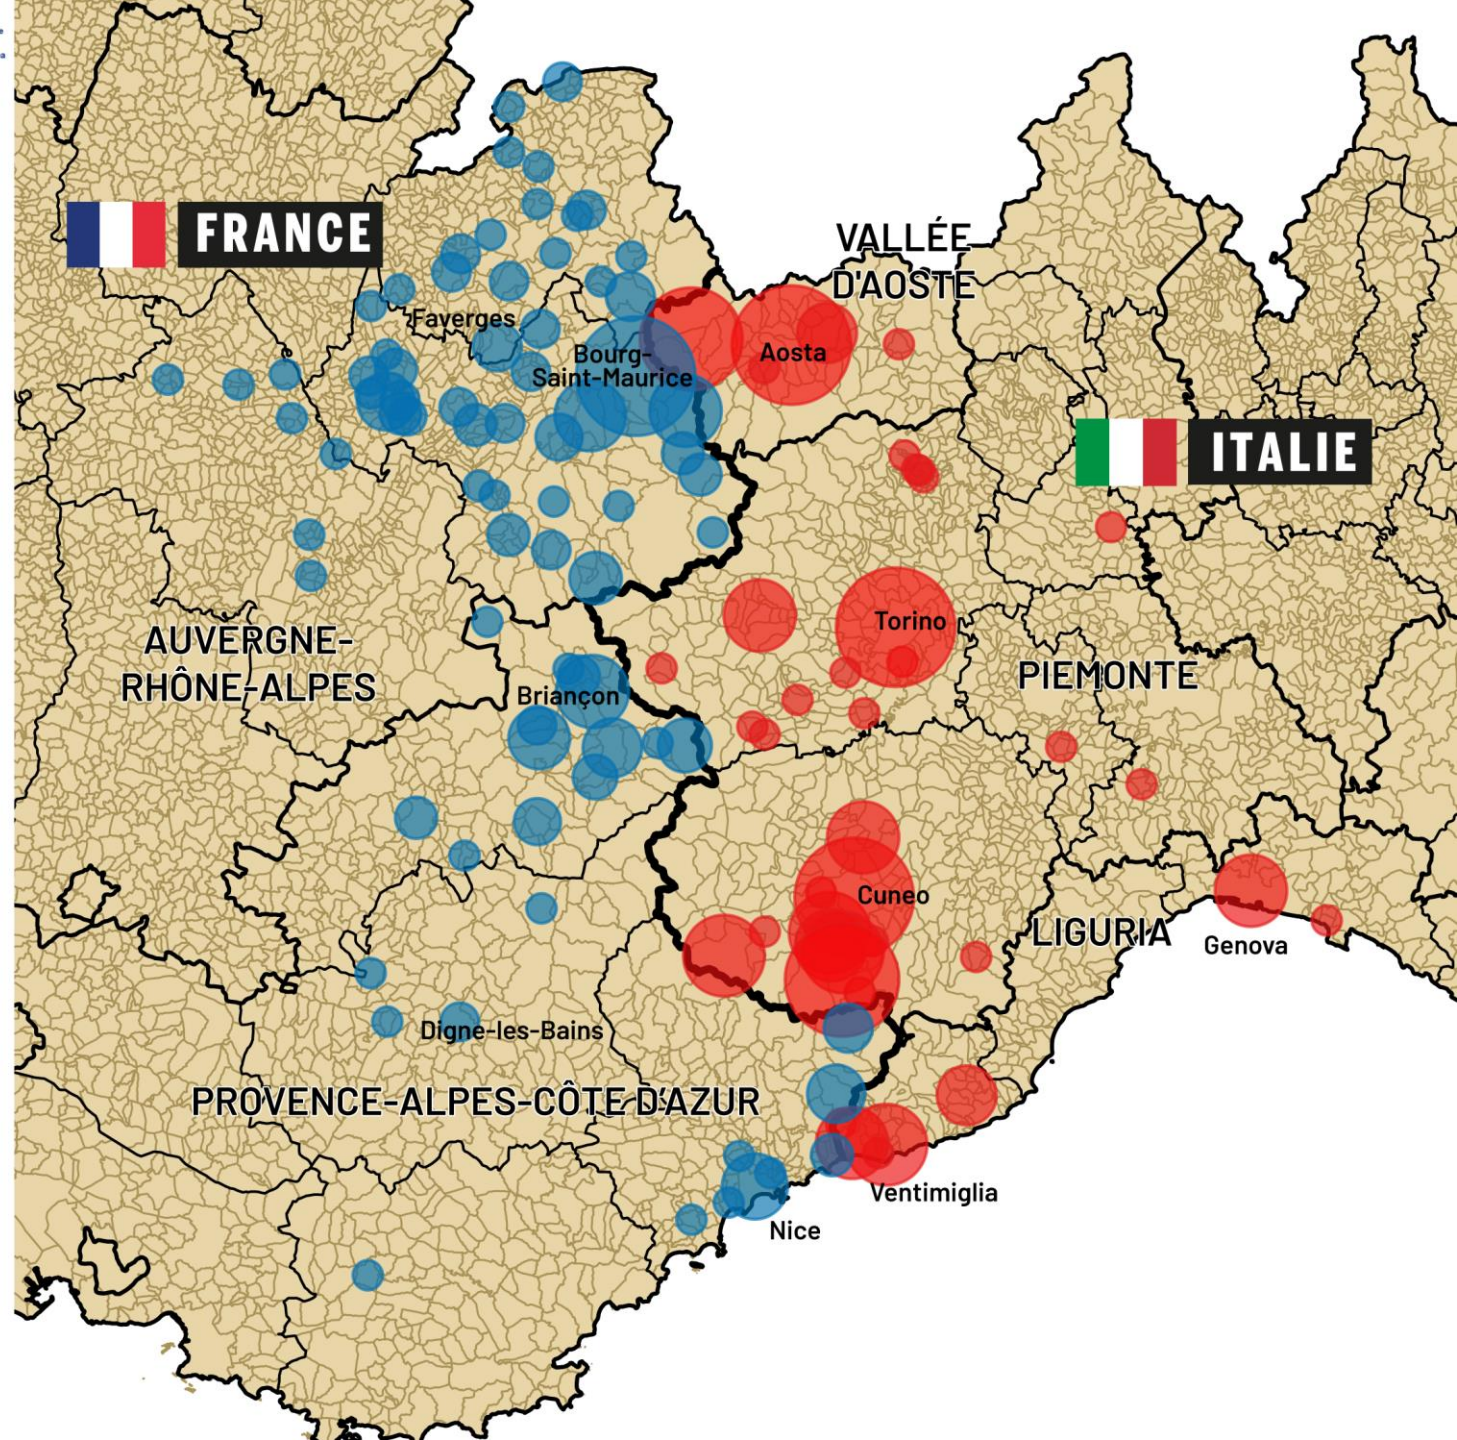 FRANCE
VALLÉE
D'AOSTE
Faverges
Bourg-
Saint-Maurice
Aosta
ITALIE
Torino
AUVERGNE-
RHÔNE-ALPES
PIEMONTE
Briançon
Cuneo
LIGURIA
Genova
Digne-les-Bains
PROVENCE-ALPES-CÔTE D'AZUR
Ventimiglia
Nice